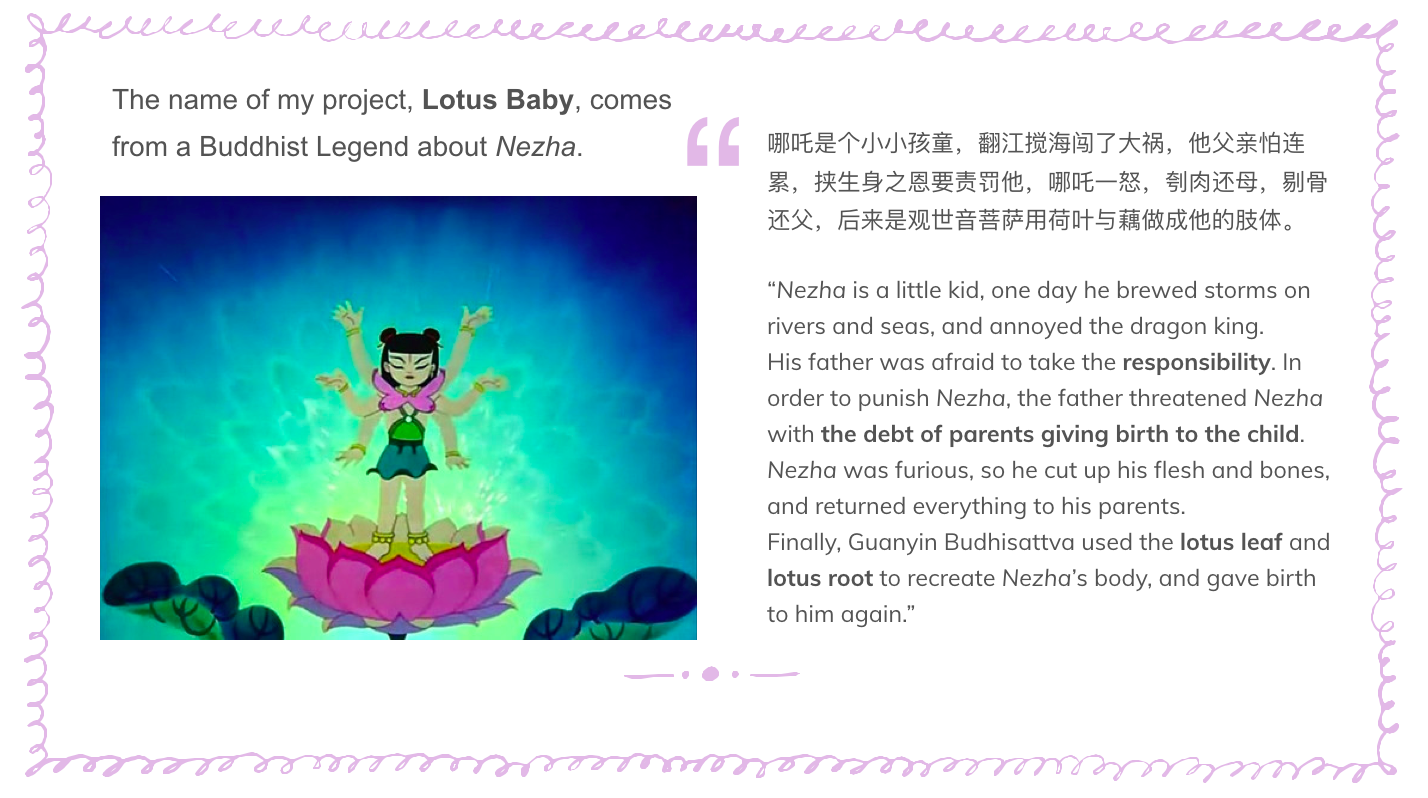 The name of my project, Lotus Baby, comes
from a Buddhist Legend about Nezha.
“
哪吒是个小小孩童，翻江搅海闯了大祸，他父亲怕连
累，挟生身之恩要责罚他，哪吒一怒，刳肉还母，剔骨
还父，后来是观世音菩萨用荷叶与藕做成他的肢体。
“Nezha is a little kid, one day he brewed storms on
rivers and seas, and annoyed the dragon king.
His father was afraid to take the responsibility. In
order to punish Nezha, the father threatened Nezha
with the debt of parents giving birth to the child.
Nezha was furious, so he cut up his flesh and bones,
and returned everything to his parents.
Finally, Guanyin Budhisattva used the lotus leaf and
lotus root to recreate Nezha’s body, and gave birth
to him again.”